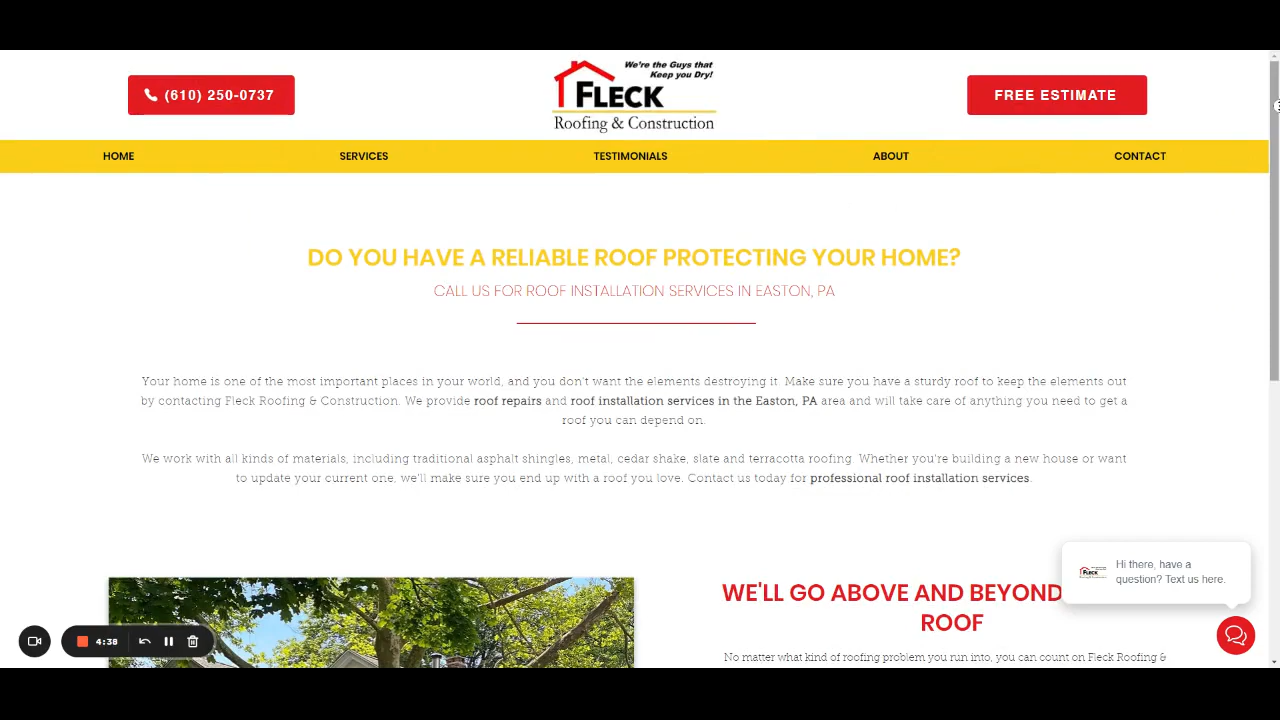 (610) 250-0737
We're the Guys that
Keep you Dry!
FLECK
Roofing & Construction
FREE ESTIMATE
HOME
SERVICES
TESTIMONIALS
ABOUT
CONTACT
DO YOU HAVE A RELIABLE ROOF PROTECTING YOUR HOME?
CALL US FOR ROOF INSTALLATION SERVICES IN EASTON, PA
Your home is one of the most important places in your world, and you don't want the elements destroying it. Make sure you have a sturdy roof to keep the elements out
by contacting Fleck Roofing & Construction. We provide roof repairs and roof installation services in the Easton, PA area and will take care of anything you need to get a
roof you can depend on.
We work with all kinds of materials, including traditional asphalt shingles, metal, cedar shake, slate and terracotta roofing. Whether you're building a new house or want
to update your current one, we'll make sure you end up with a roof you love. Contact us today for professional roof installation services.
WE'LL GO ABOVE AND BEYOND
ROOF
No matter what kind of roofing problem you run into, you can count on Fleck Roofing &
Hi there, have a
question? Text us here.
4:38